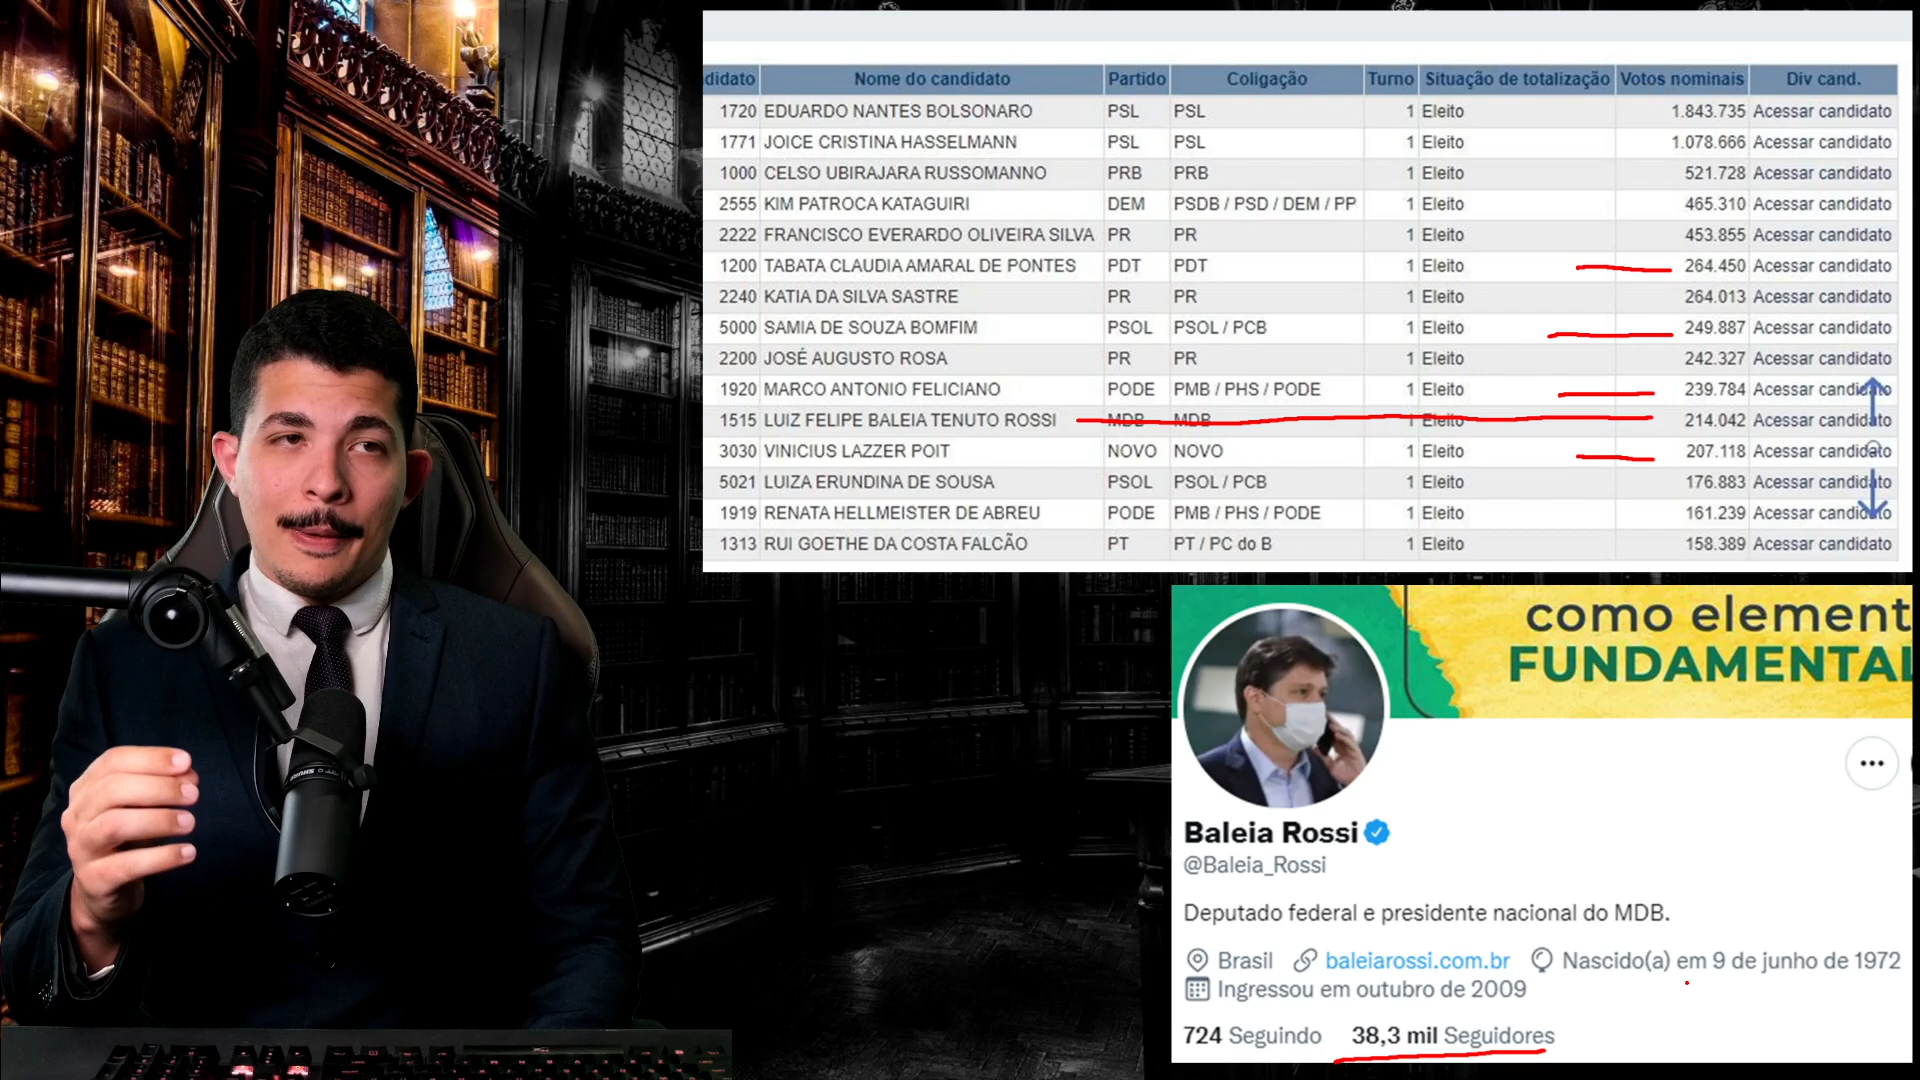 didato Nome do candidato Partido Coligação Turno Situação de totalização Votos nominais Div cand.
1720 EDUARDO NANTES BOLSONARO PSL PSL 1 Eleito 1.843.735 Acessar candidato
1771 JOICE CRISTINA HASSELMANN PSL PSL 1 Eleito 1.078.666 Acessar candidato
1000 CELSO UBIRAJARA RUSSOMANNO PRB PRB 1 Eleito 521.728 Acessar candidato
2555 KIM PATROCA KATAGUIRI DEM PSDB / PSD / DEM / PP 1 Eleito 465.310 Acessar candidato
2222 FRANCISCO EVERARDO OLIVEIRA SILVA PR PR 1 Eleito 453.855 Acessar candidato
1200 TABATA CLAUDIA AMARAL DE PONTES PDT PDT 1 Eleito 264.450 Acessar candidato
2240 KATIA DA SILVA SASTRE PR PR 1 Eleito 264.013 Acessar candidato
5000 SAMIA DE SOUZA BOMFIM PSOL PSOL / PCB 1 Eleito 249.887 Acessar candidato
2200 JOSÉ AUGUSTO ROSA PR PR 1 Eleito 242.327 Acessar candidato
1920 MARCO ANTONIO FELICIANO PODE PMB / PHS / PODE 1 Eleito 239.784 Acessar candidato
1515 LUIZ FELIPE BALEIA TENUTO ROSSI MDB MDB 1 Eleito 214.042 Acessar candidato
3030 VINICIUS LAZZER POIT NOVO NOVO 1 Eleito 207.118 Acessar candidato
5021 LUIZA ERUNDINA DE SOUSA PSOL PSOL / PCB 1 Eleito 176.883 Acessar candidato
1919 RENATA HELLMEISTER DE ABREU PODE PMB / PHS / PODE 1 Eleito 161.239 Acessar candidato
1313 RUI GOETHE DA COSTA FALCÃO PT PT / PC do B 1 Eleito 158.389 Acessar candidato
como element
FUNDAMENTAL
Baleia Rossi
@Baleia_Rossi
Deputado federal e presidente nacional do MDB.
Brasil baleiarossi.com.br Nascido(a) em 9 de junho de 1972
Ingressou em outubro de 2009
724 Seguindo 38,3 mil Seguidores
SHURE